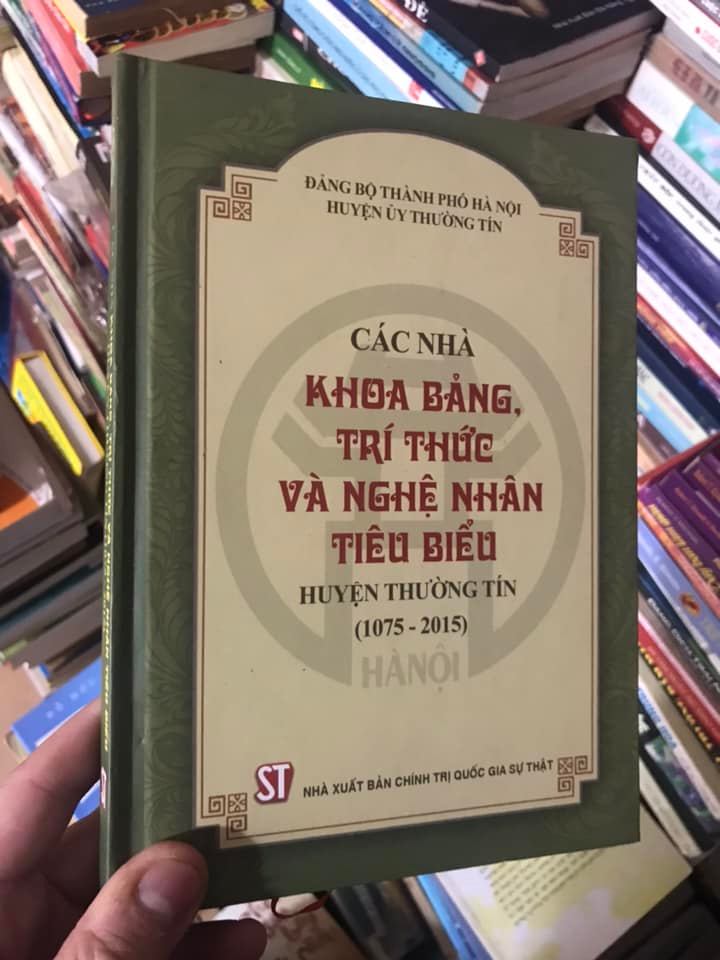 ĐẢNG BỘ THÀNH PHỐ HÀ NỘI
HUYỆN ỦY THƯỜNG TÍN
CÁC NHÀ
KHOA BẢNG,
TRÍ THỨC
VÀ NGHỆ NHÂN
TIÊU BIỂU
HUYỆN THƯỜNG TÍN
(1075 - 2015)
HÀNỘI
ST NHÀ XUẤT BẢN CHÍNH TRỊ QUỐC GIA SỰ THẬT